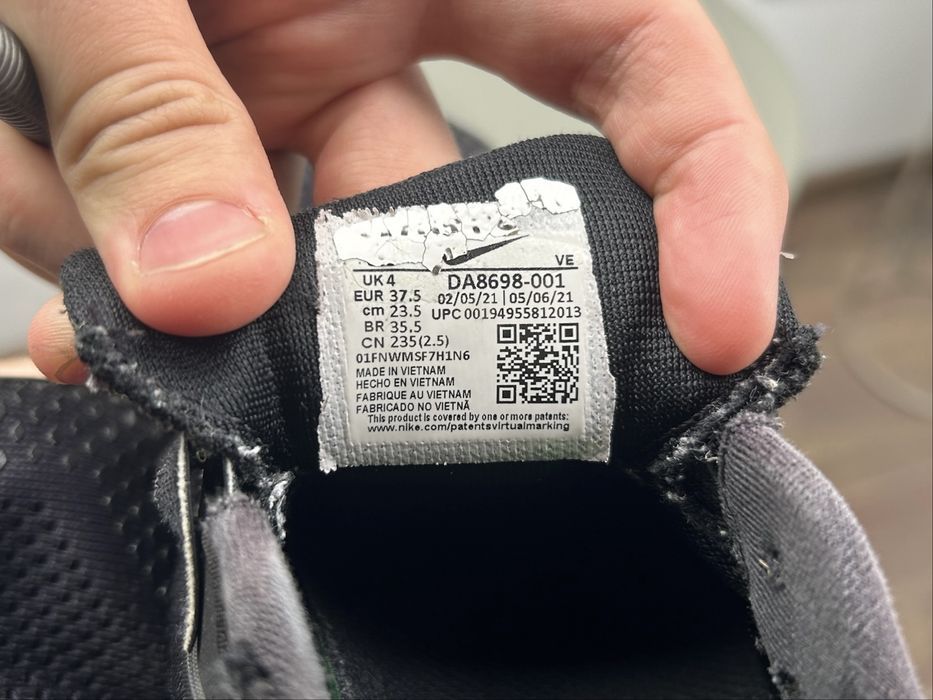 VE
UK 4
EUR 37.5
cm 23.5
BR 35.5
CN 235(2.5)
DA8698-001
02/05/21 | 05/06/21
UPC 00194955812013
01FNWMSF7H1N6
MADE IN VIETNAM
HECHO EN VIETNAM
FABRIQUE AU VIETNAM
FABRICADO NO VIETNÃ
This product is covered by one or more patents:
www.nike.com/patentsvirtualmarking